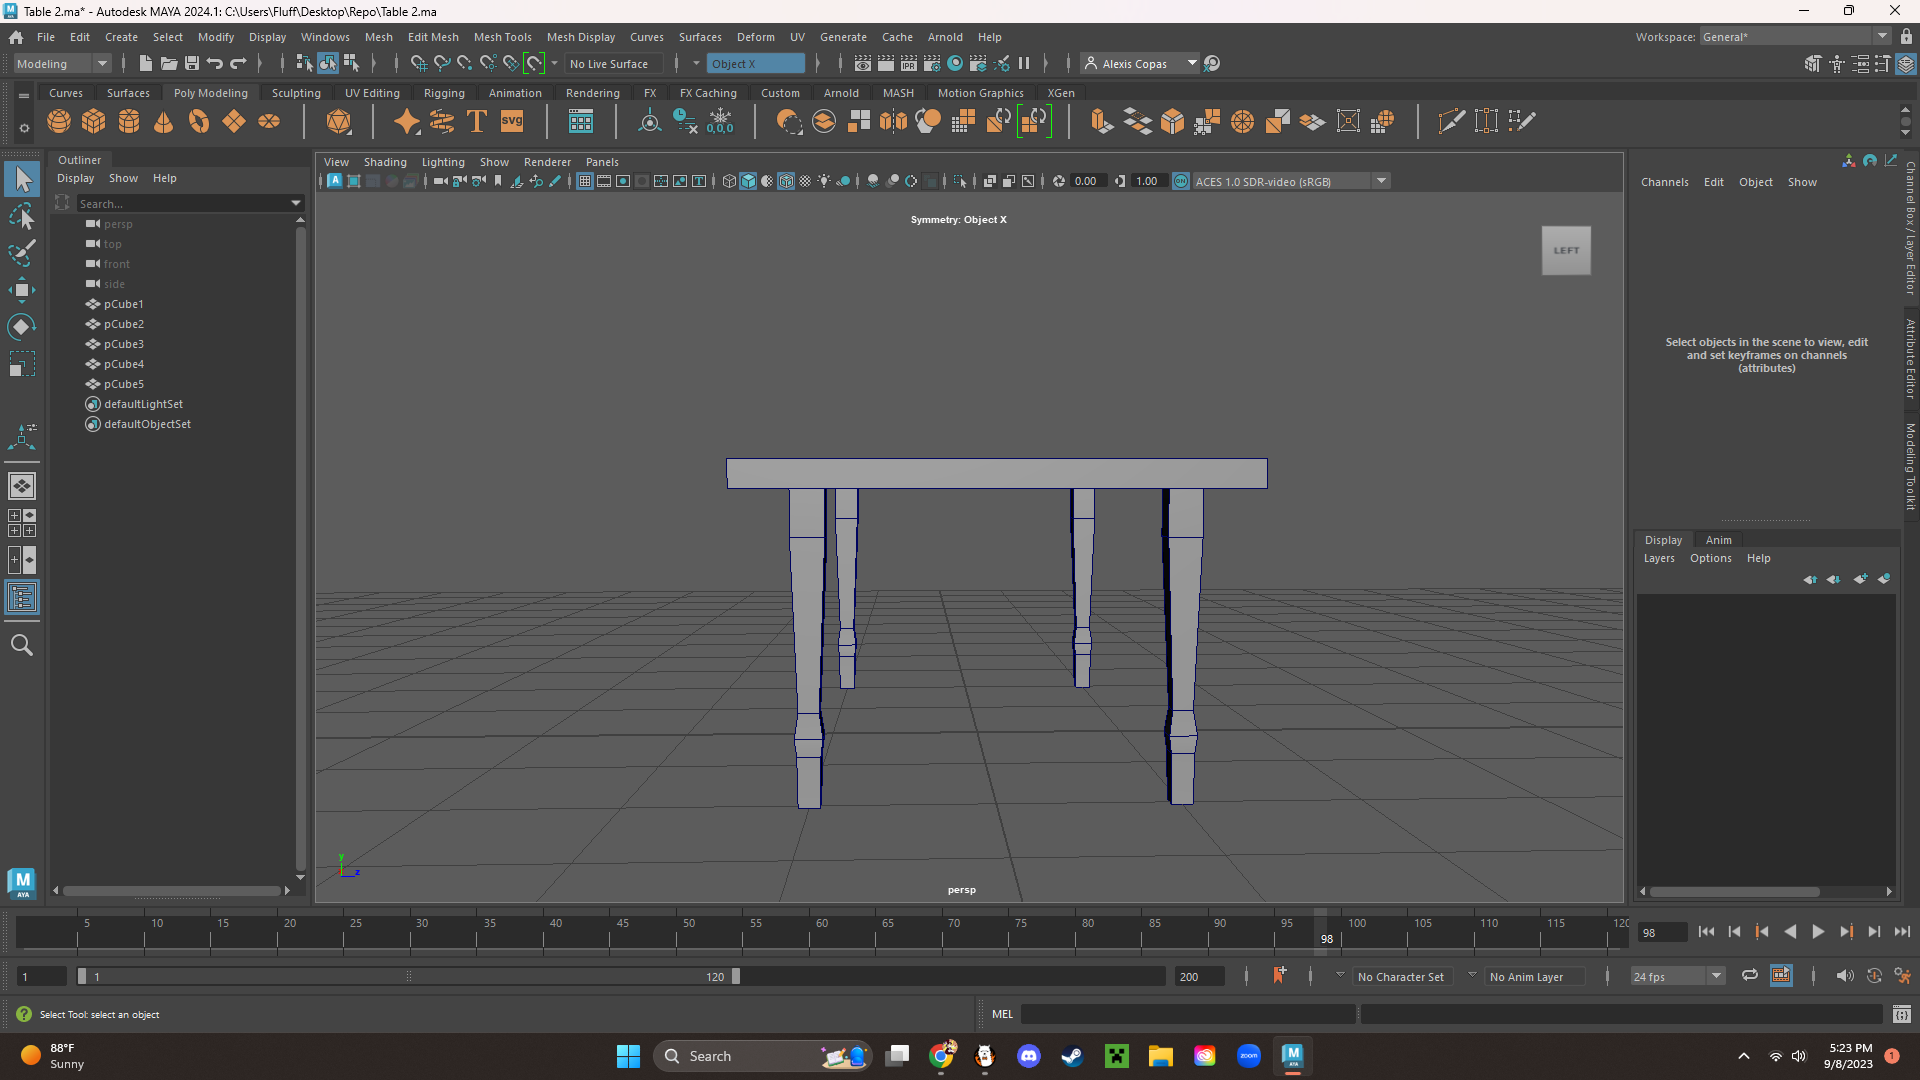 Table 2.ma* - Autodesk MAYA 2024.1: C:\Users\Fluff\Desktop\Repo\Table 2.ma
File Edit Create Select Modify Display Windows Mesh Edit Mesh Mesh Tools Mesh Display Curves Surfaces Deform UV Generate Cache Arnold Help
Workspace: General*
Modeling
No Live Surface
Object X
Alexis Copas
Curves Surfaces Poly Modeling Sculpting UV Editing Rigging Animation Rendering FX FX Caching Custom Arnold MASH Motion Graphics XGen
T SVG
0,0,0
Outliner
Display Show Help
Search...
persp
top
front
side
pCube1
pCube2
pCube3
pCube4
pCube5
defaultLightSet
defaultObjectSet
View Shading Lighting Show Renderer Panels
0.00
1.00
ACES 1.0 SDR-video (sRGB)
Symmetry: Object X
LEFT
y
z
persp
Channels Edit Object Show
Select objects in the scene to view, edit
and set keyframes on channels
(attributes)
Channel Box / Layer Editor
Attribute Editor
Modeling Toolkit
Display Anim
Layers Options Help
M
AYA
5 10 15 20 25 30 35 40 45 50 55 60 65 70 75 80 85 90 95 100 105 110 115 120
98
98
1
1
120
200
No Character Set
No Anim Layer
24 fps
Select Tool: select an object
MEL
88°F
Sunny
Search
zoom
5:23 PM
9/8/2023
1